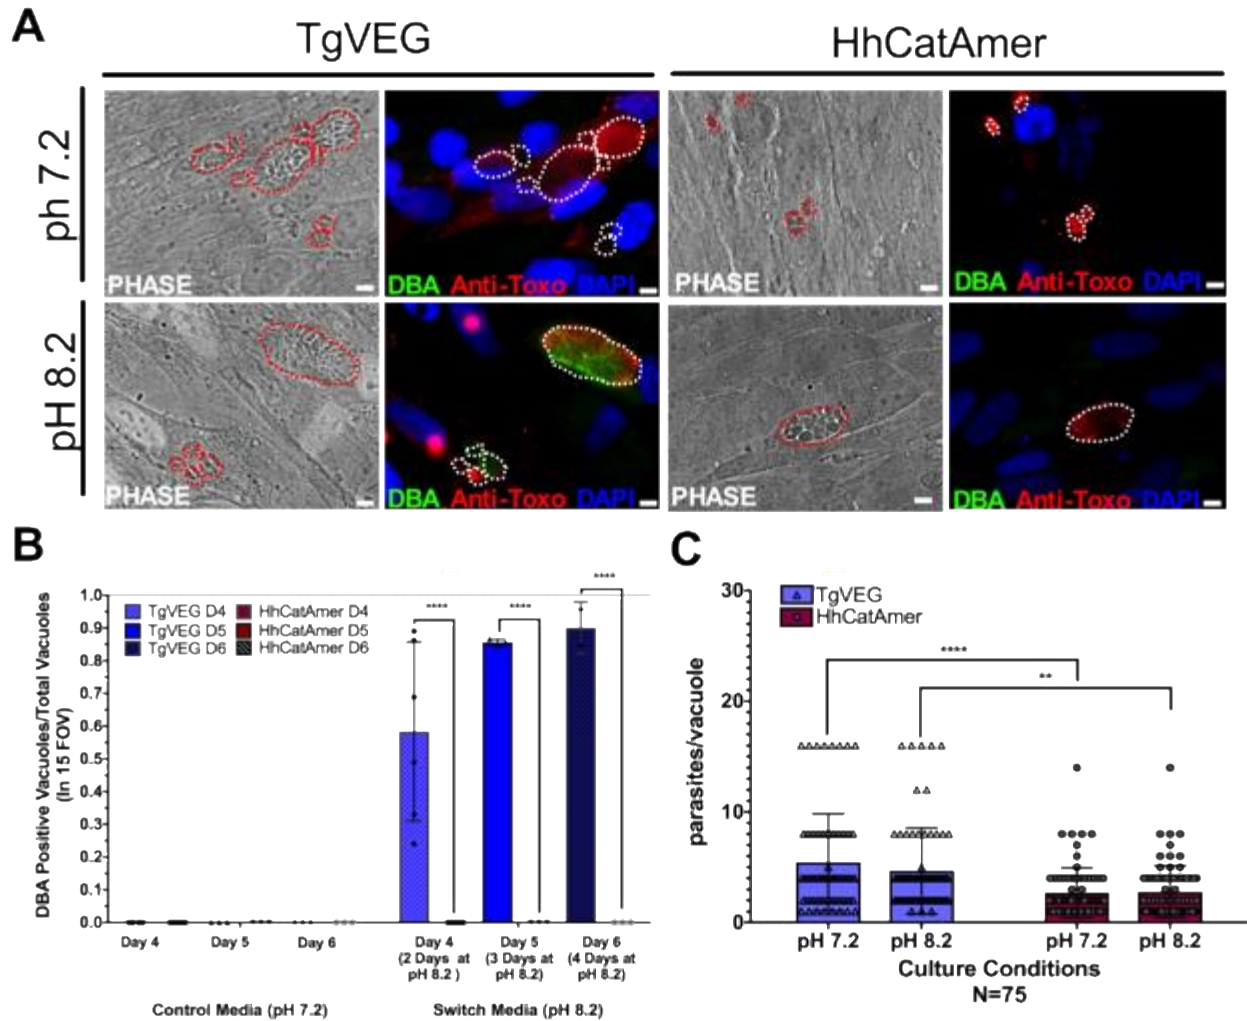 A
TgVEG
HhCatAmer
ph 7.2
PHASE
DBA Anti-Toxo DAPI
PHASE
DBA Anti-Toxo DAPI
pH 8.2
PHASE
DBA Anti-Toxo DAPI
PHASE
DBA Anti-Toxo DAPI
B
DBA Positive Vacuoles/Total Vacuoles
(In 15 FOV)
1.0
0.9
0.8
0.7
0.6
0.5
0.4
0.3
0.2
0.1
0.0
TgVEG D4
HhCatAmer D4
TgVEG D5
HhCatAmer D5
TgVEG D6
HhCatAmer D6
****
****
****
Day 4
Day 5
Day 6
Day 4
(2 Days at
pH 8.2 )
Day 5
(3 Days at
pH 8.2)
Day 6
(4 Days at
pH 8.2)
Control Media (pH 7.2)
Switch Media (pH 8.2)
C
parasites/vacuole
30
20
10
0
TgVEG
HhCatAmer
****
**
pH 7.2
pH 8.2
pH 7.2
pH 8.2
Culture Conditions
N=75